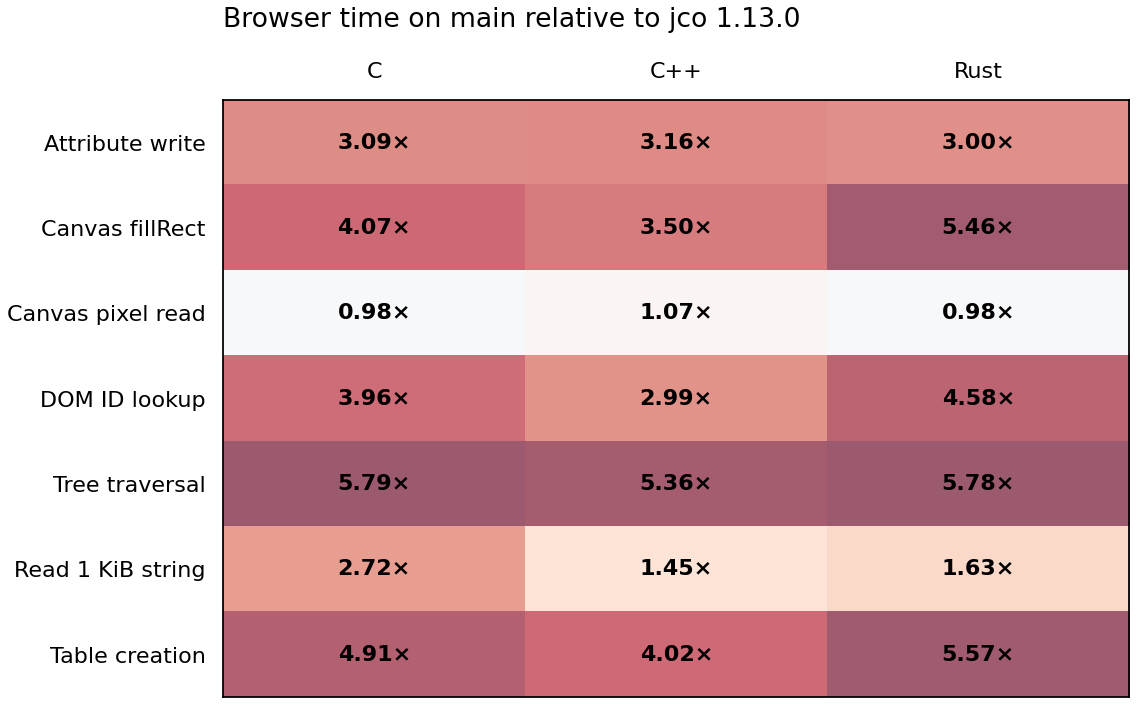 Browser time on main relative to jco 1.13.0
C C++ Rust
Attribute write 3.09× 3.16× 3.00×
Canvas fillRect 4.07× 3.50× 5.46×
Canvas pixel read 0.98× 1.07× 0.98×
DOM ID lookup 3.96× 2.99× 4.58×
Tree traversal 5.79× 5.36× 5.78×
Read 1 KiB string 2.72× 1.45× 1.63×
Table creation 4.91× 4.02× 5.57×